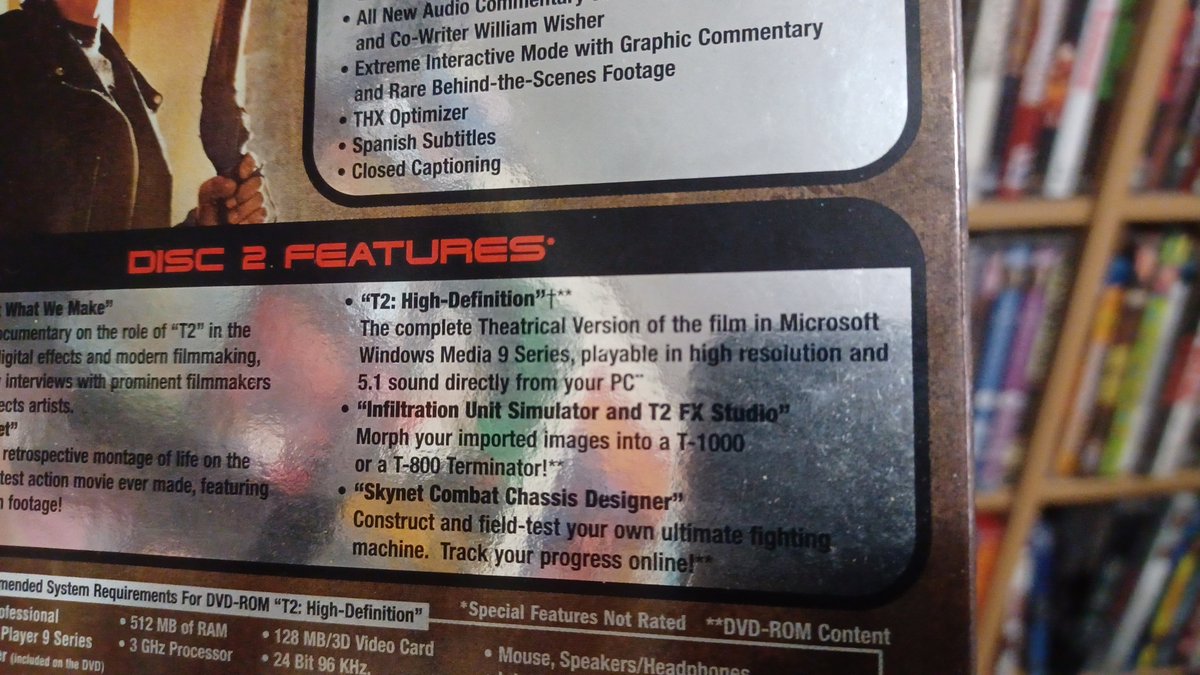 • All New Audio Commentary
and Co-Writer William Wisher
• Extreme Interactive Mode with Graphic Commentary
and Rare Behind-the-Scenes Footage
• THX Optimizer
• Spanish Subtitles
• Closed Captioning
DISC 2 FEATURES*
What We Make”
documentary on the role of “T2” in the
digital effects and modern filmmaking,
interviews with prominent filmmakers
artists.
retrospective montage of life on the
action movie ever made, featuring
footage!
• “T2: High-Definition”†**
The complete Theatrical Version of the film in Microsoft
Windows Media 9 Series, playable in high resolution and
5.1 sound directly from your PC¨
• “Infiltration Unit Simulator and T2 FX Studio”
Morph your imported images into a T-1000
or a T-800 Terminator!**
• “Skynet Combat Chassis Designer”
Construct and field-test your own ultimate fighting
machine. Track your progress online!**
System Requirements For DVD-ROM “T2: High-Definition”
*Special Features Not Rated **DVD-ROM Content
Player 9 Series
(included on the DVD)
• 512 MB of RAM
• 3 GHz Processor
• 128 MB/3D Video Card
• 24 Bit 96 KHz.
• Mouse, Speakers/Headphones